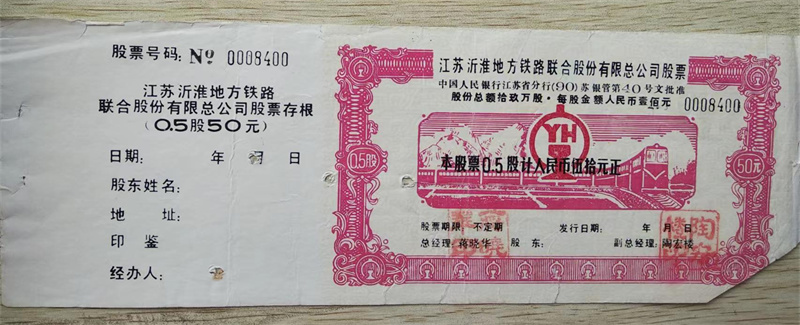 股票号码: No 0008400
江苏沂淮地方铁路
联合股份有限总公司股票存根
(0.5股50元)
日期: 年 月 日
股东姓名:
地 址:
印 鉴
经办人:
江苏沂淮地方铁路联合股份有限总公司股票
中国人民银行江苏省分行(90)苏银管第40号文批准
股份总额拾玖万股·每股金额人民币壹佰元
0008400
YH
本股票0.5股计人民币伍拾元正
0.5股
50元
股票期限 不定期 发行日期: 年 月 日
总经理: 蒋晓华 股东: 副总经理: 陶宏楼